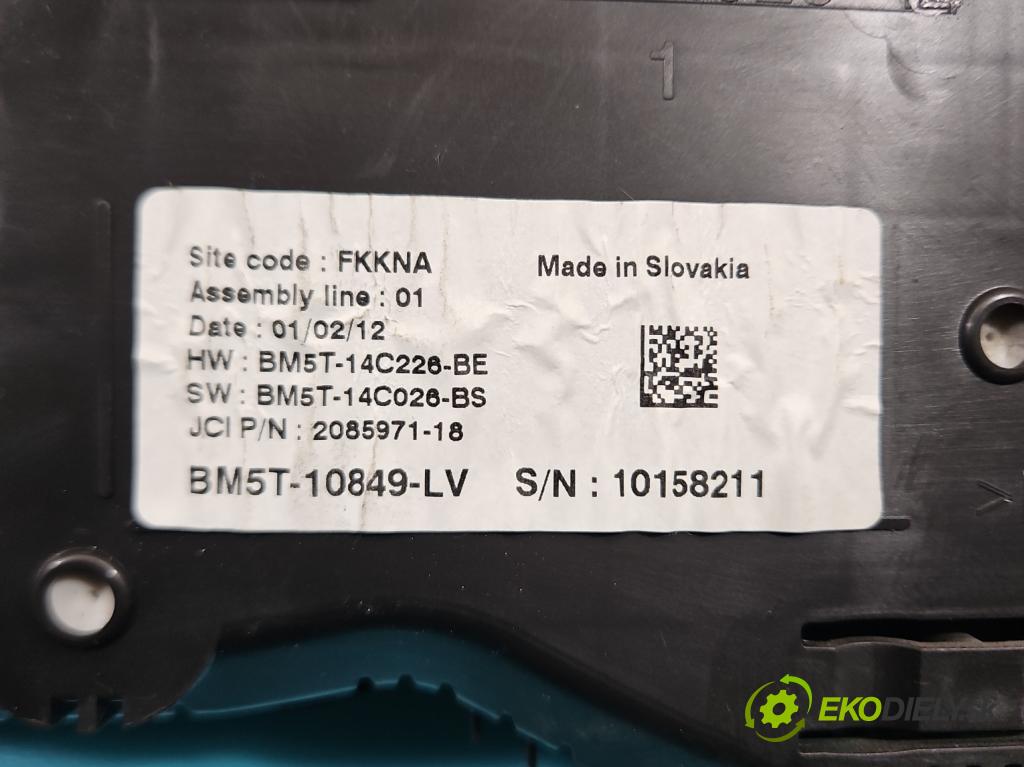 1
Site code : FKKNA
Made in Slovakia
Assembly line : 01
Date : 01/02/12
HW : BM5T-14C226-BE
SW : BM5T-14C026-BS
JCI P/N : 2085971-18
BM5T-10849-LV S/N : 10158211
EKODIELY.SK